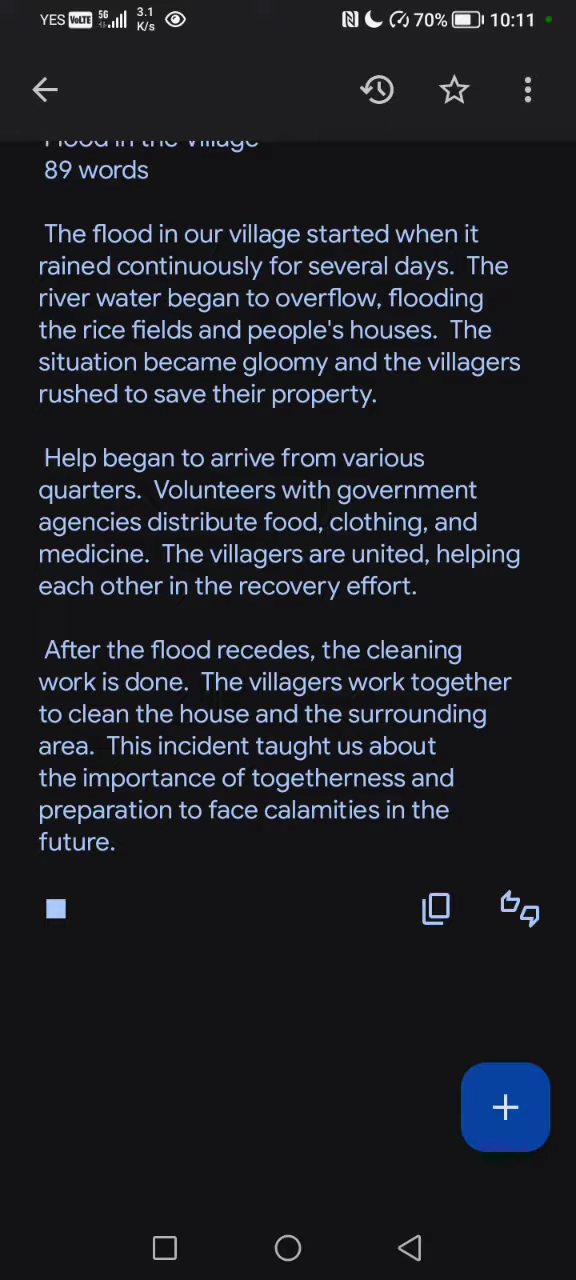 YES VoLTE 5G 3.1 K/s 70% 10:11
Flood in the Village
89 words
The flood in our village started when it
rained continuously for several days.  The
river water began to overflow, flooding
the rice fields and people's houses.  The
situation became gloomy and the villagers
rushed to save their property.
Help began to arrive from various
quarters.  Volunteers with government
agencies distribute food, clothing, and
medicine.  The villagers are united, helping
each other in the recovery effort.
After the flood recedes, the cleaning
work is done.  The villagers work together
to clean the house and the surrounding
area.  This incident taught us about
the importance of togetherness and
preparation to face calamities in the
future.